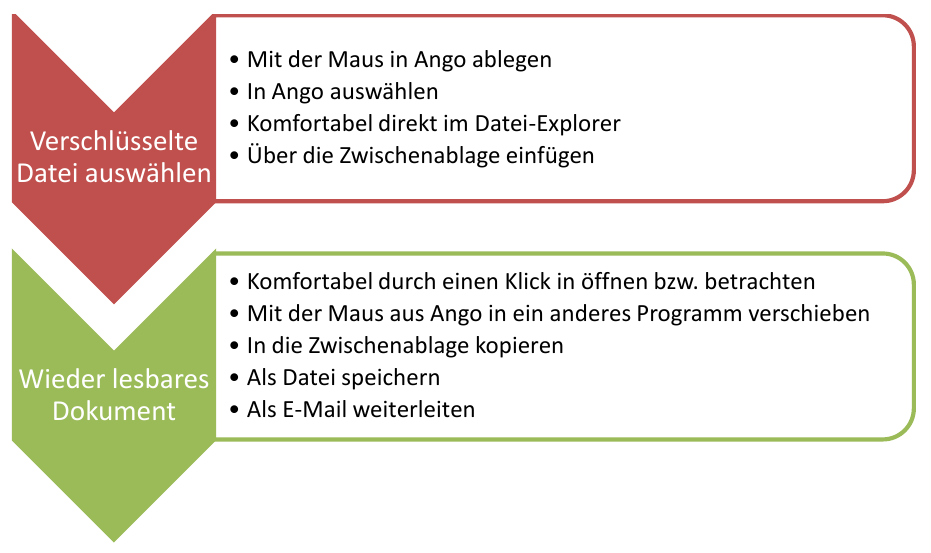 Verschlüsselte
Datei auswählen
• Mit der Maus in Ango ablegen
• In Ango auswählen
• Komfortabel direkt im Datei-Explorer
• Über die Zwischenablage einfügen
Wieder lesbares
Dokument
• Komfortabel durch einen Klick in öffnen bzw. betrachten
• Mit der Maus aus Ango in ein anderes Programm verschieben
• In die Zwischenablage kopieren
• Als Datei speichern
• Als E-Mail weiterleiten